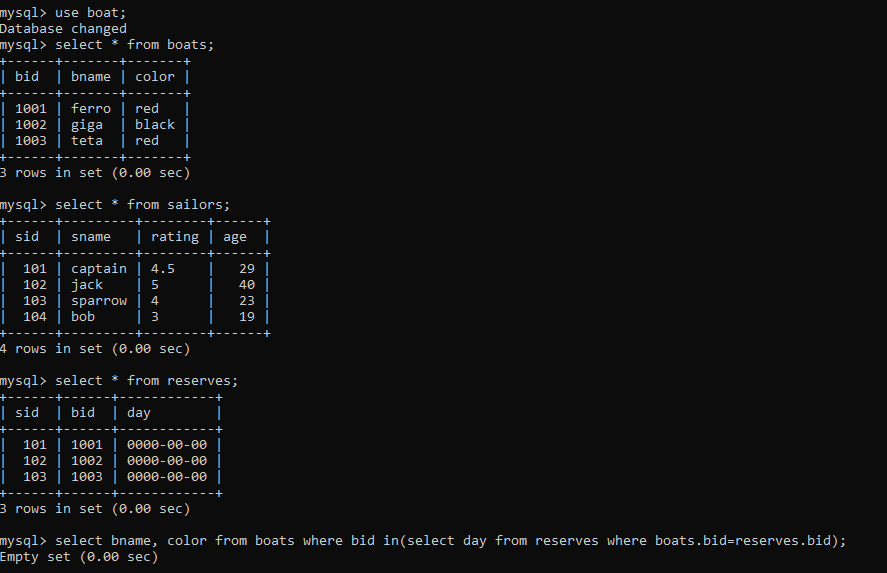 mysql> use boat;
Database changed
mysql> select * from boats;
+------+-------+-------+
| bid  | bname | color |
+------+-------+-------+
| 1001 | ferro | red   |
| 1002 | giga  | black |
| 1003 | teta  | red   |
+------+-------+-------+
3 rows in set (0.00 sec)

mysql> select * from sailors;
+------+---------+--------+------+
| sid  | sname   | rating | age  |
+------+---------+--------+------+
|  101 | captain | 4.5    |   29 |
|  102 | jack    | 5      |   40 |
|  103 | sparrow | 4      |   23 |
|  104 | bob     | 3      |   19 |
+------+---------+--------+------+
4 rows in set (0.00 sec)

mysql> select * from reserves;
+------+------+------------+
| sid  | bid  | day        |
+------+------+------------+
|  101 | 1001 | 0000-00-00 |
|  102 | 1002 | 0000-00-00 |
|  103 | 1003 | 0000-00-00 |
+------+------+------------+
3 rows in set (0.00 sec)

mysql> select bname, color from boats where bid in(select day from reserves where boats.bid=reserves.bid);
Empty set (0.00 sec)